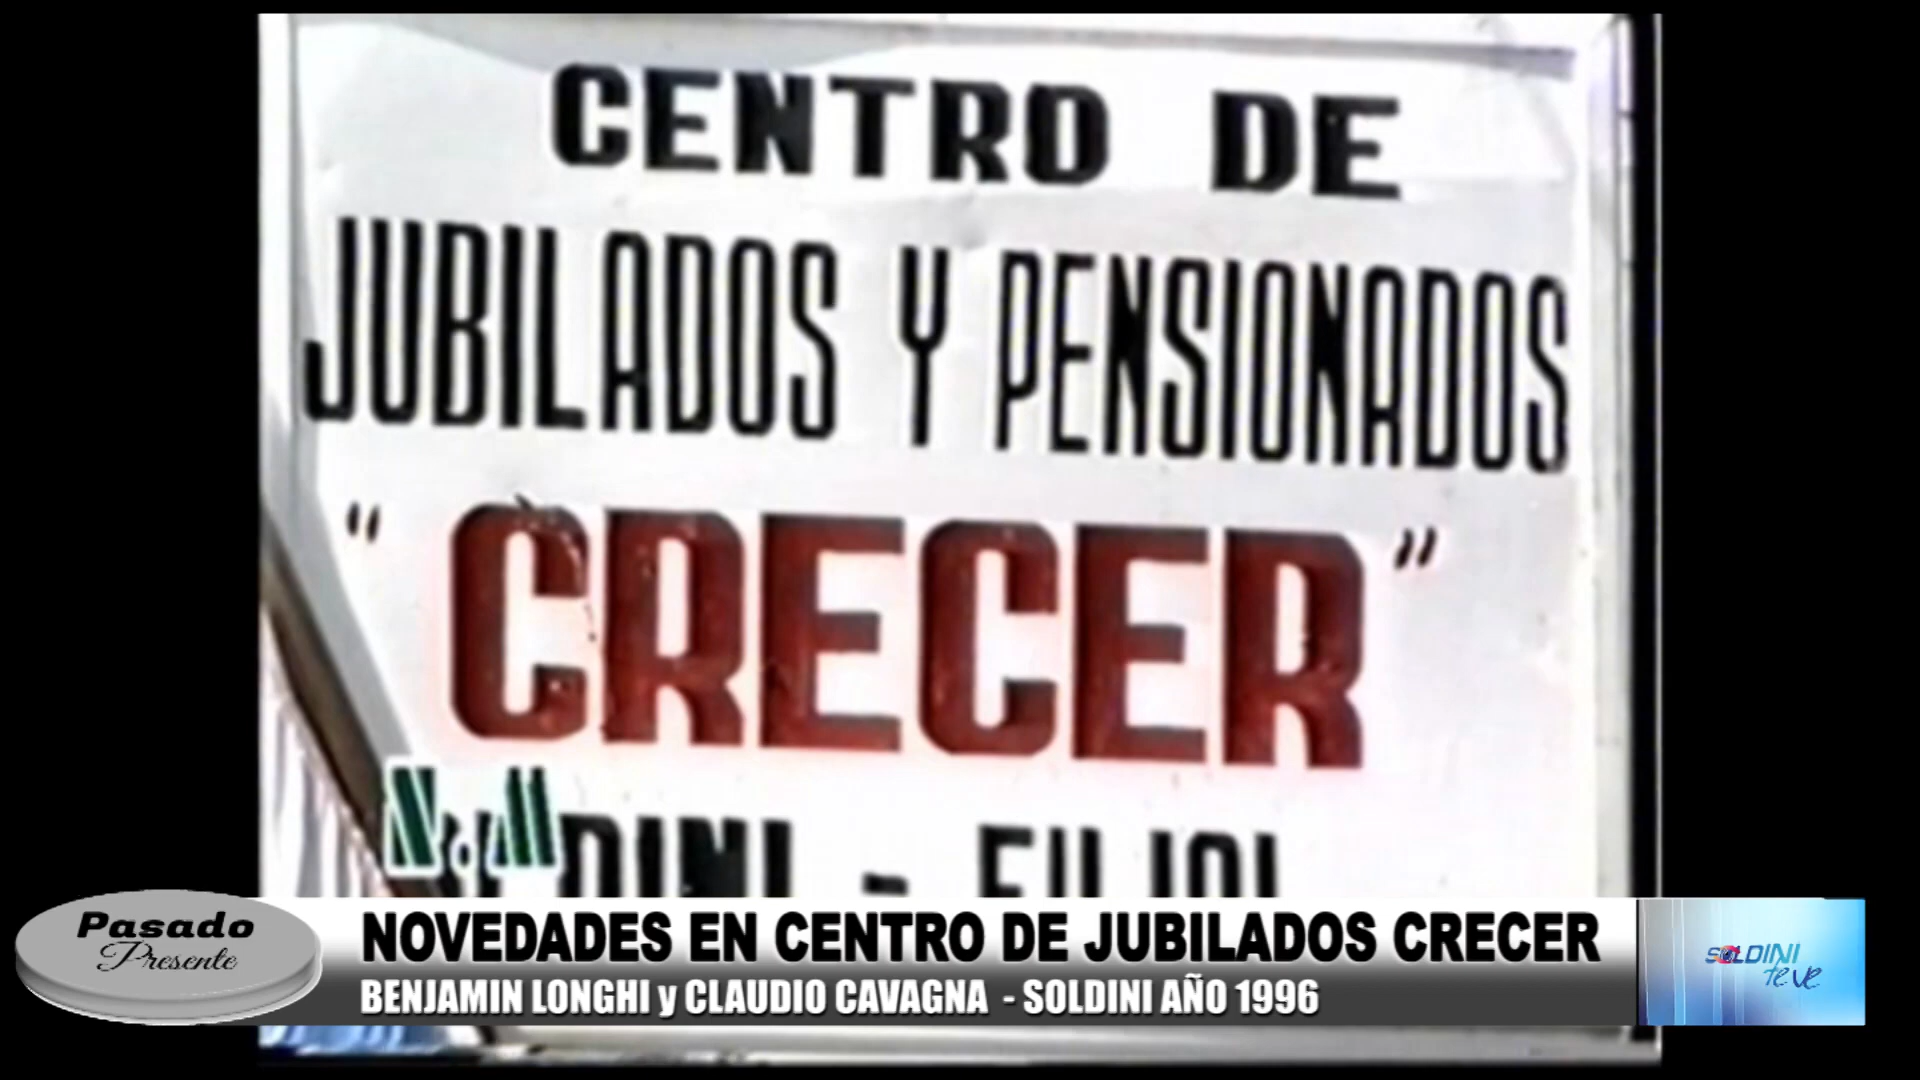 CENTRO DE
JUBILADOS Y PENSIONADOS
"CRECER"
N.M
Pasado
Presente
NOVEDADES EN CENTRO DE JUBILADOS CRECER
BENJAMIN LONGHI y CLAUDIO CAVAGNA - SOLDINI AÑO 1996
SOLDINI
te ve